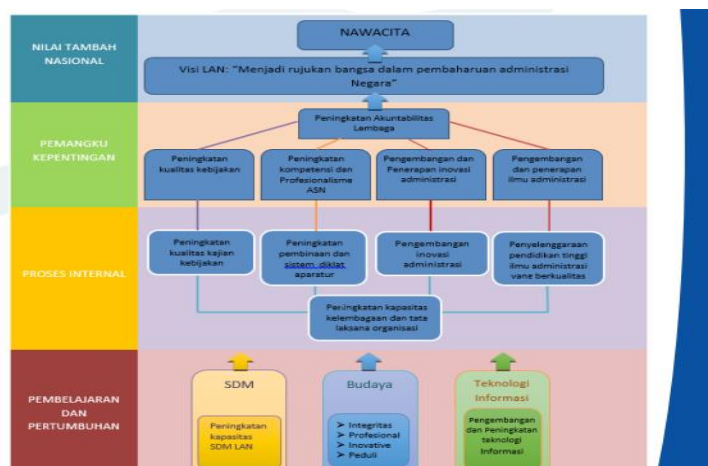 NILAI TAMBAH
NASIONAL
NAWACITA
Visi LAN: "Menjadi rujukan bangsa dalam pembaharuan administrasi
Negara"
PEMANGKU
KEPENTINGAN
Peningkatan Akuntabilitas
Lembaga
Peningkatan
kualitas kebijakan
Peningkatan
kompetensi dan
Profesionalisme
ASN
Pengembangan dan
Penerapan inovasi
administrasi
Pengembangan
dan penerapan
ilmu administrasi
PROSES INTERNAL
Peningkatan
kualitas kajian
kebijakan
Peningkatan
pembinaan dan
sistem diklat
aparatur
Pengembangan
inovasi
administrasi
Penyelenggaraan
pendidikan tinggi
ilmu administrasi
yang berkualitas
Peningkatan kapasitas
kelembagaan dan tata
laksana organisasi
PEMBELAJARAN
DAN
PERTUMBUHAN
SDM
Peningkatan
kapasitas
SDM LAN
Budaya
➢ Integritas
➢ Profesional
➢ Inovative
➢ Peduli
Teknologi
Informasi
Pengembangan
dan Peningkatan
teknologi
Informasi